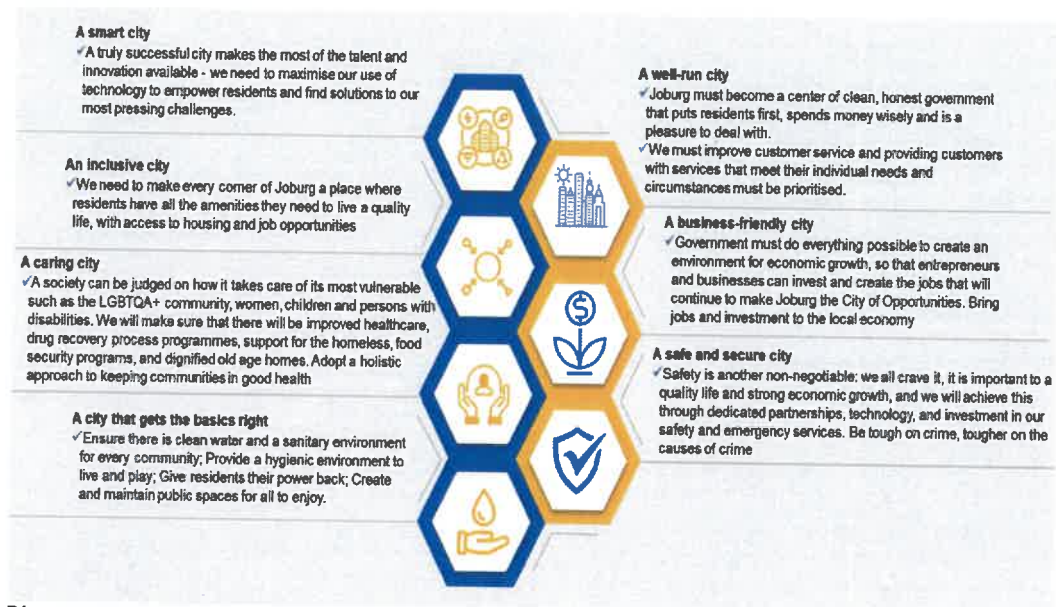 A smart city
✓A truly successful city makes the most of the talent and
innovation available - we need to maximise our use of
technology to empower residents and find solutions to our
most pressing challenges.
An inclusive city
✓We need to make every corner of Joburg a place where
residents have all the amenities they need to live a quality
life, with access to housing and job opportunities
A caring city
✓A society can be judged on how it takes care of its most vulnerable
such as the LGBTQA+ community, women, children and persons with
disabilities. We will make sure that there will be improved healthcare,
drug recovery process programmes, support for the homeless, food
security programs, and dignified old age homes. Adopt a holistic
approach to keeping communities in good health
A city that gets the basics right
✓Ensure there is clean water and a sanitary environment
for every community; Provide a hygienic environment to
live and play; Give residents their power back; Create
and maintain public spaces for all to enjoy.
A well-run city
✓Joburg must become a center of clean, honest government
that puts residents first, spends money wisely and is a
pleasure to deal with.
✓We must improve customer service and providing customers
with services that meet their individual needs and
circumstances must be prioritised.
A business-friendly city
✓Government must do everything possible to create an
environment for economic growth, so that entrepreneurs
and businesses can invest and create the jobs that will
continue to make Joburg the City of Opportunities. Bring
jobs and investment to the local economy
A safe and secure city
✓Safety is another non-negotiable; we all crave it, it is important to a
quality life and strong economic growth, and we will achieve this
through dedicated partnerships, technology, and investment in our
safety and emergency services. Be tough on crime, tougher on the
causes of crime